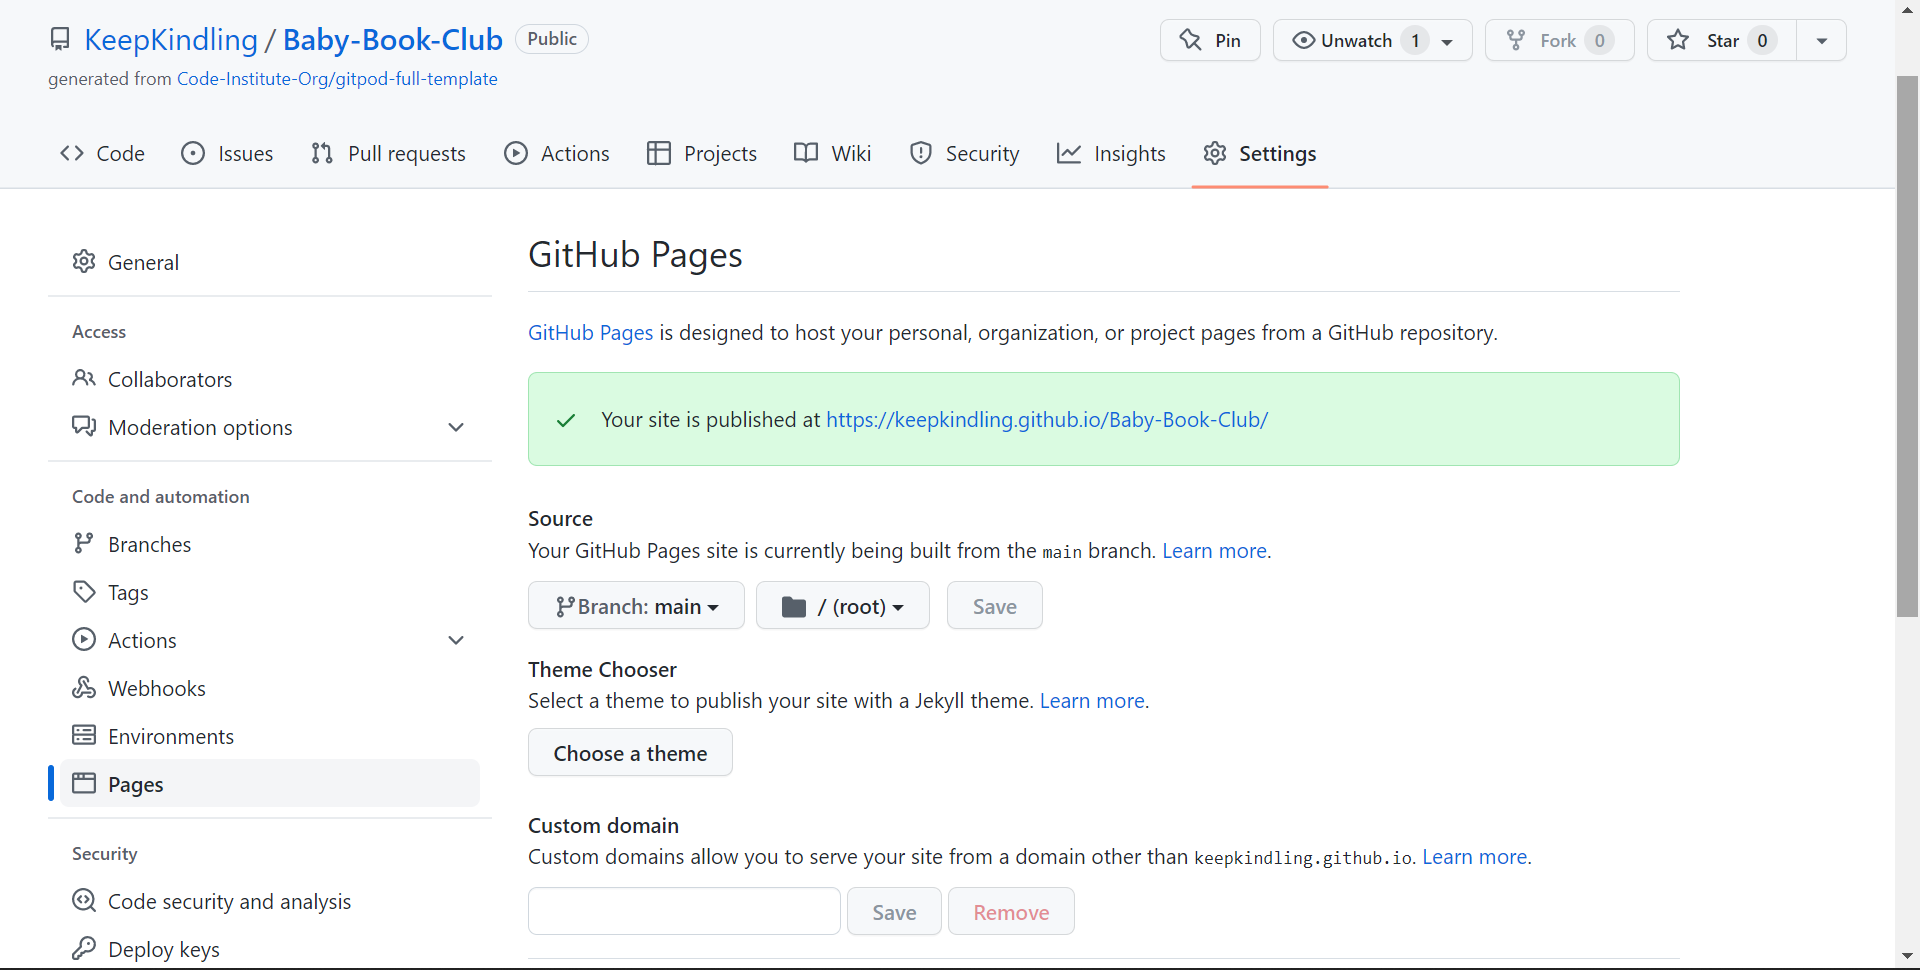 KeepKindling / Baby-Book-Club Public
Pin
Unwatch 1
Fork 0
Star 0
generated from Code-Institute-Org/gitpod-full-template
Code Issues Pull requests Actions Projects Wiki Security Insights Settings
General
Access
Collaborators
Moderation options
Code and automation
Branches
Tags
Actions
Webhooks
Environments
Pages
Security
Code security and analysis
Deploy keys
GitHub Pages
GitHub Pages is designed to host your personal, organization, or project pages from a GitHub repository.
Your site is published at https://keepkindling.github.io/Baby-Book-Club/
Source
Your GitHub Pages site is currently being built from the main branch. Learn more.
Branch: main / (root) Save
Theme Chooser
Select a theme to publish your site with a Jekyll theme. Learn more.
Choose a theme
Custom domain
Custom domains allow you to serve your site from a domain other than keepkindling.github.io. Learn more.
Save Remove